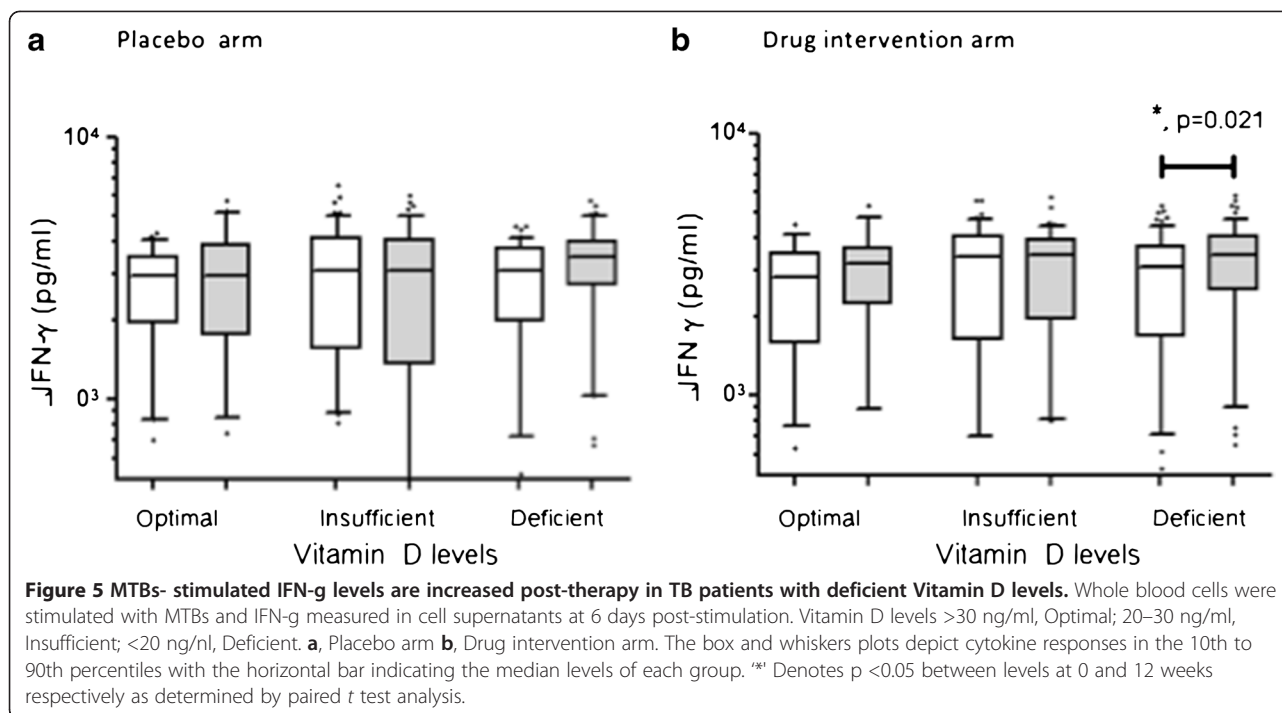 a Placebo arm
b Drug intervention arm
*, p=0.021
10⁴
10⁴
IFN-γ (pg/ml)
IFN γ (pg/ml)
0³
0³
Optimal Insufficient Deficient
Optimal Insufficient Deficient
Vitamin D levels
Vitamin D levels
Figure 5 MTBs- stimulated IFN-g levels are increased post-therapy in TB patients with deficient Vitamin D levels. Whole blood cells were
stimulated with MTBs and IFN-g measured in cell supernatants at 6 days post-stimulation. Vitamin D levels >30 ng/ml, Optimal; 20–30 ng/ml,
Insufficient; <20 ng/nl, Deficient. a, Placebo arm b, Drug intervention arm. The box and whiskers plots depict cytokine responses in the 10th to
90th percentiles with the horizontal bar indicating the median levels of each group. ‘*’ Denotes p <0.05 between levels at 0 and 12 weeks
respectively as determined by paired t test analysis.